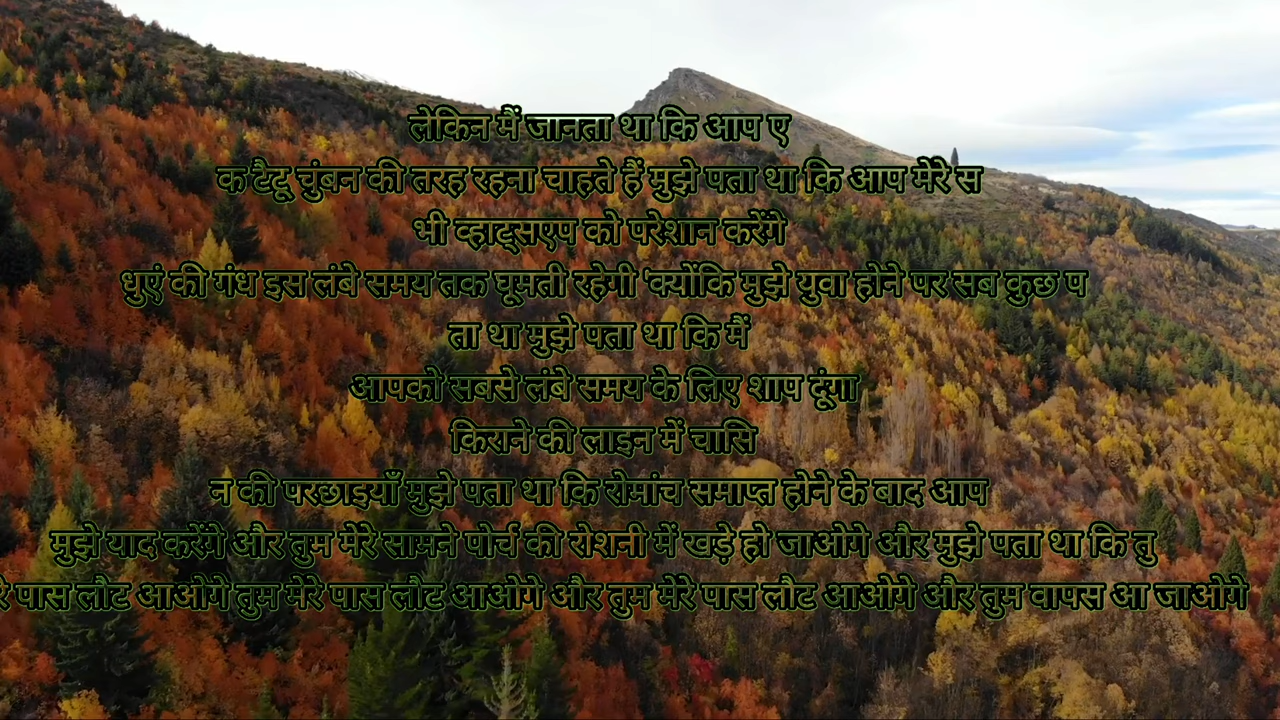 लेकिन मैं जानता था कि आप ए
क टैटू चुंबन की तरह रहना चाहते हैं मुझे पता था कि आप मेरे स
भी व्हाट्सएप को परेशान करेंगे
धुएं की गंध इस लंबे समय तक घूमती रहेगी 'क्योंकि मुझे युवा होने पर सब कुछ प
ता था मुझे पता था कि मैं
आपको सबसे लंबे समय के लिए शाप दूंगा
किराने की लाइन में चासि
न की परछाइयाँ मुझे पता था कि रोमांच समाप्त होने के बाद आप
मुझे याद करेंगे और तुम मेरे सामने पोर्च की रोशनी में खड़े हो जाओगे और मुझे पता था कि तु
रे पास लौट आओगे तुम मेरे पास लौट आओगे और तुम मेरे पास लौट आओगे और तुम वापस आ जाओगे